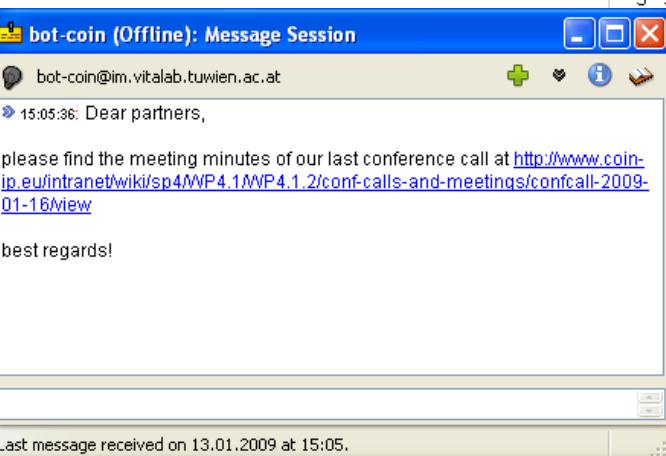 bot-coin (Offline): Message Session
bot-coin@im.vitalab.tuwien.ac.at
15:05:36: Dear partners,
please find the meeting minutes of our last conference call at http://www.coin-
ip.eu/intranet/wiki/sp4/WP4.1/WP4.1.2/conf-calls-and-meetings/confcall-2009-
01-16/view
best regards!
Last message received on 13.01.2009 at 15:05.